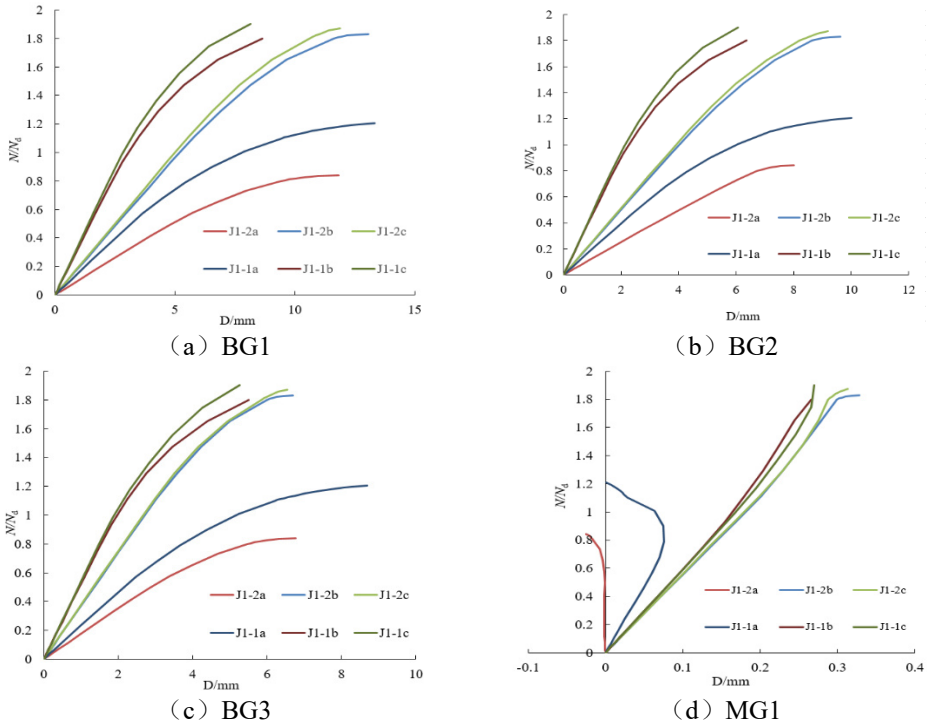 2
1.8
1.6
1.4
1.2
1
0.8
0.6
0.4
0.2
0
N/Nd
J1-2a J1-2b J1-2c
J1-1a J1-1b J1-1c
0 5 10 15
D/mm
（a）BG1
2
1.8
1.6
1.4
1.2
1
0.8
0.6
0.4
0.2
0
N/Nd
J1-2a J1-2b J1-2c
J1-1a J1-1b J1-1c
0 2 4 6 8 10 12
D/mm
（b）BG2
2
1.8
1.6
1.4
1.2
1
0.8
0.6
0.4
0.2
0
N/Nd
J1-2a J1-2b J1-2c
J1-1a J1-1b J1-1c
0 2 4 6 8 10
D/mm
（c）BG3
2
1.8
1.6
1.4
1.2
1
0.8
0.6
0.4
0.2
0
N/Nd
J1-2a J1-2b J1-2c
J1-1a J1-1b J1-1c
-0.1 0 0.1 0.2 0.3 0.4
D/mm
（d）MG1